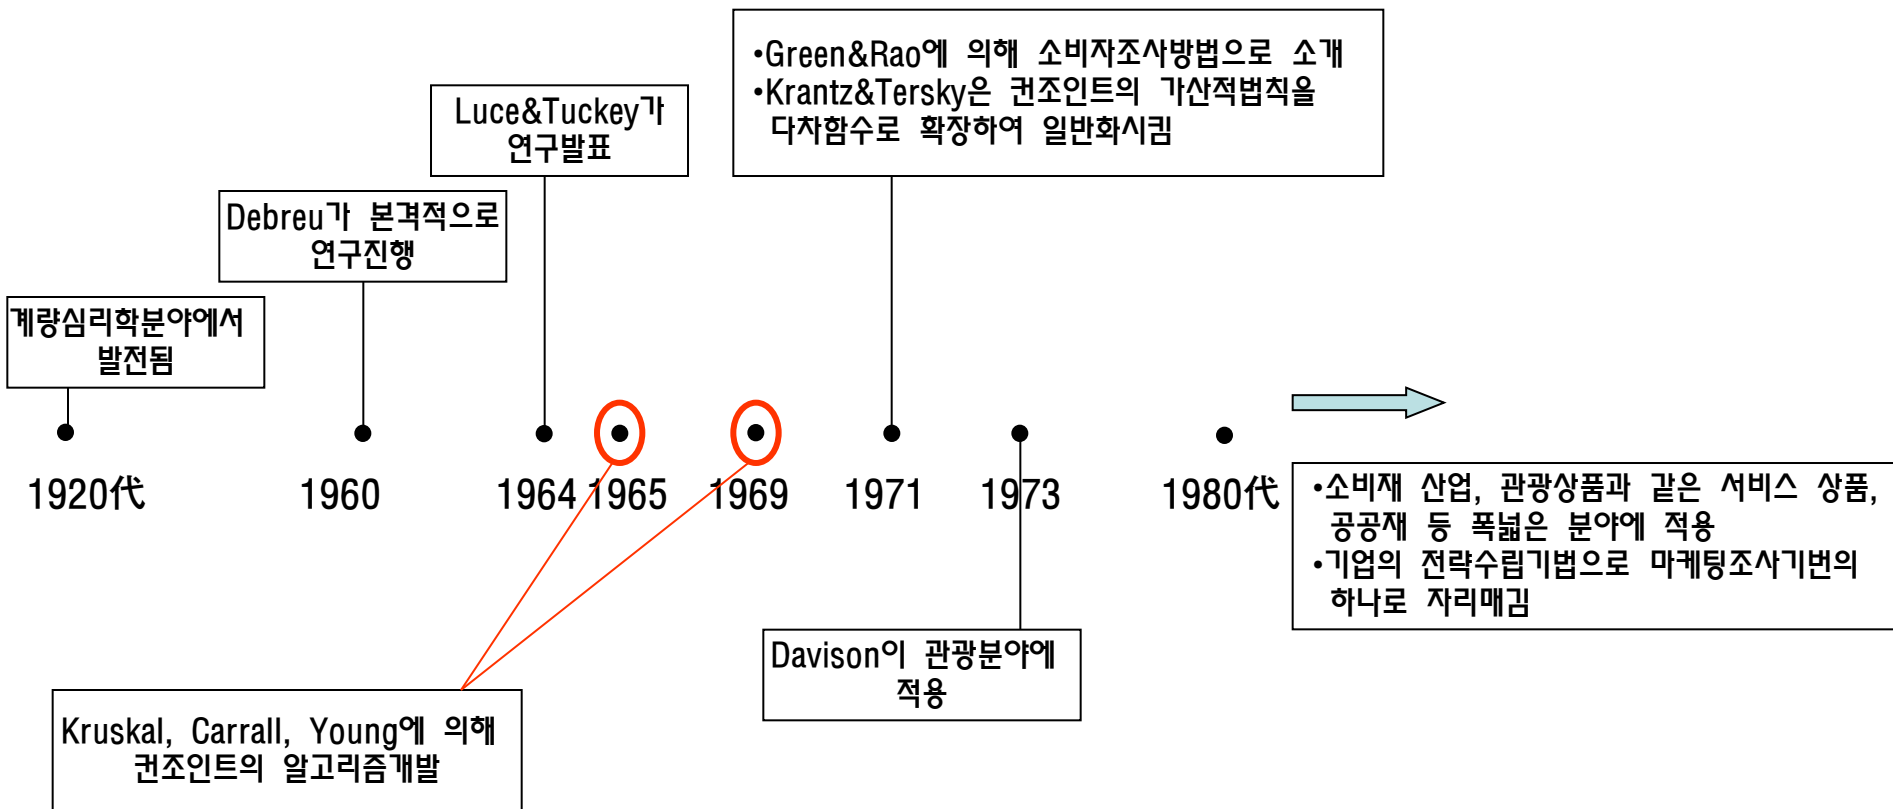 •Green&Rao에 의해 소비자조사방법으로 소개
•Krantz&Tersky은 컨조인트의 가산적법칙을
다차함수로 확장하여 일반화시킴
Luce&Tuckey가
연구발표
Debreu가 본격적으로
연구진행
계량심리학분야에서
발전됨
1920代 1960 1964 1965 1969 1971 1973 1980代
•소비재 산업, 관광상품과 같은 서비스 상품,
공공재 등 폭넓은 분야에 적용
•기업의 전략수립기법으로 마케팅조사기번의
하나로 자리매김
Davison이 관광분야에
적용
Kruskal, Carrall, Young에 의해
컨조인트의 알고리즘개발